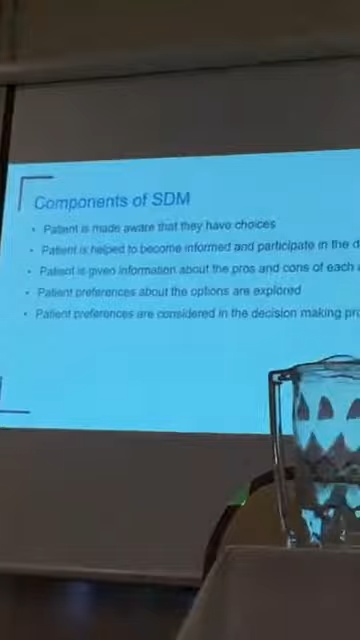 Components of SDM
• Patient is made aware that they have choices
• Patient is helped to become informed and participate in the
• Patient is given information about the pros and cons of each
• Patient preferences about the options are explored
• Patient preferences are considered in the decision making